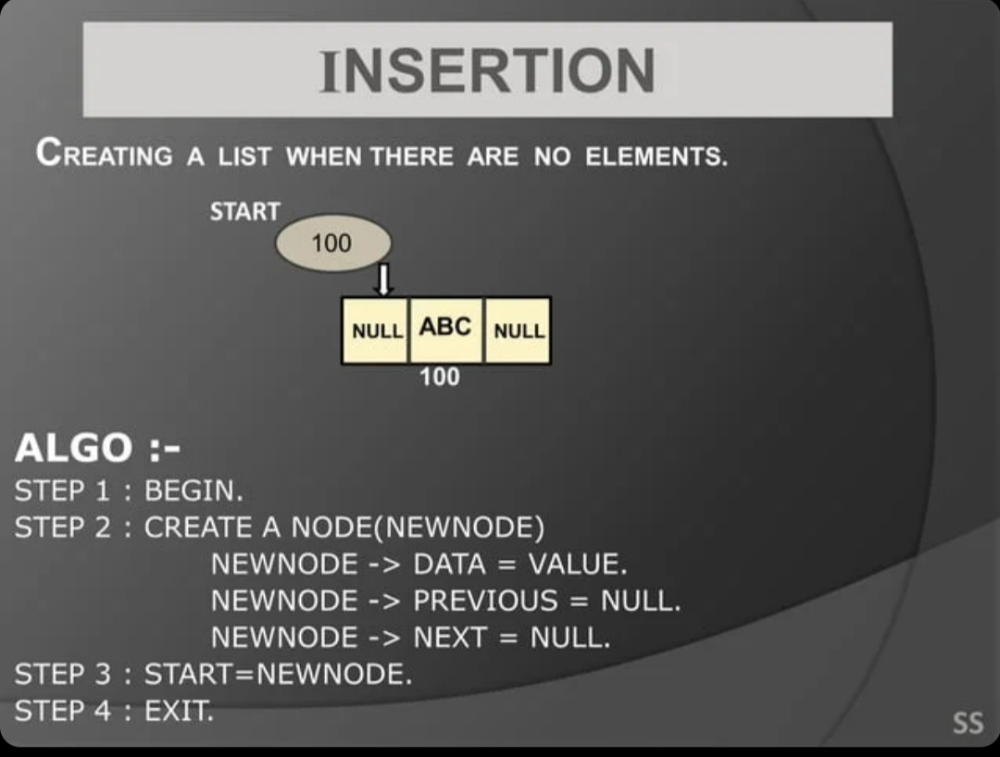 INSERTION
CREATING A LIST WHEN THERE ARE NO ELEMENTS.
START
100
NULL ABC NULL
100
ALGO :-
STEP 1 : BEGIN.
STEP 2 : CREATE A NODE(NEWNODE)
NEWNODE -> DATA = VALUE.
NEWNODE -> PREVIOUS = NULL.
NEWNODE -> NEXT = NULL.
STEP 3 : START=NEWNODE.
STEP 4 : EXIT.
SS